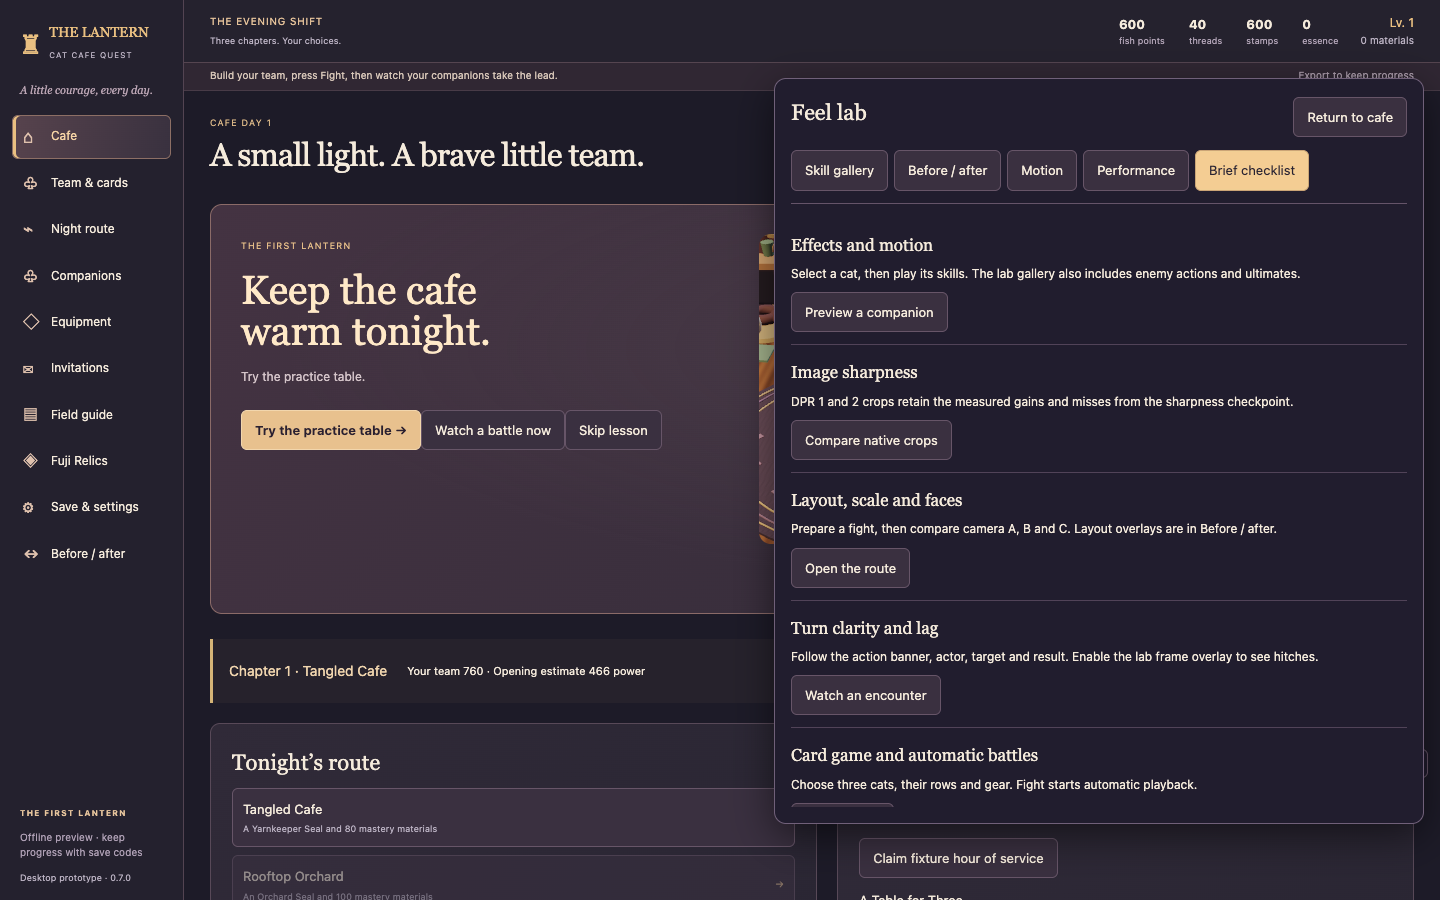 THE LANTERN
CAT CAFE QUEST
A little courage, every day.
Cafe
Team & cards
Night route
Companions
Equipment
Invitations
Field guide
Fuji Relics
Save & settings
Before / after
THE FIRST LANTERN
Offline preview · keep
progress with save codes
Desktop prototype · 0.7.0
THE EVENING SHIFT
Three chapters. Your choices.
600
fish points
40
threads
600
stamps
0
essence
Lv. 1
0 materials
Build your team, press Fight, then watch your companions take the lead.
Export to keep progress
CAFE DAY 1
A small light. A brave little team.
THE FIRST LANTERN
Keep the cafe
warm tonight.
Try the practice table.
Try the practice table →
Watch a battle now
Skip lesson
Chapter 1 · Tangled Cafe
Your team 760 · Opening estimate 466 power
Tonight’s route
Tangled Cafe
A Yarnkeeper Seal and 80 mastery materials
Rooftop Orchard
→
An Orchard Seal and 100 mastery materials
Feel lab
Return to cafe
Skill gallery
Before / after
Motion
Performance
Brief checklist
Effects and motion
Select a cat, then play its skills. The lab gallery also includes enemy actions and ultimates.
Preview a companion
Image sharpness
DPR 1 and 2 crops retain the measured gains and misses from the sharpness checkpoint.
Compare native crops
Layout, scale and faces
Prepare a fight, then compare camera A, B and C. Layout overlays are in Before / after.
Open the route
Turn clarity and lag
Follow the action banner, actor, target and result. Enable the lab frame overlay to see hitches.
Watch an encounter
Card game and automatic battles
Choose three cats, their rows and gear. Fight starts automatic playback.
Claim fixture hour of service
A Table for Three